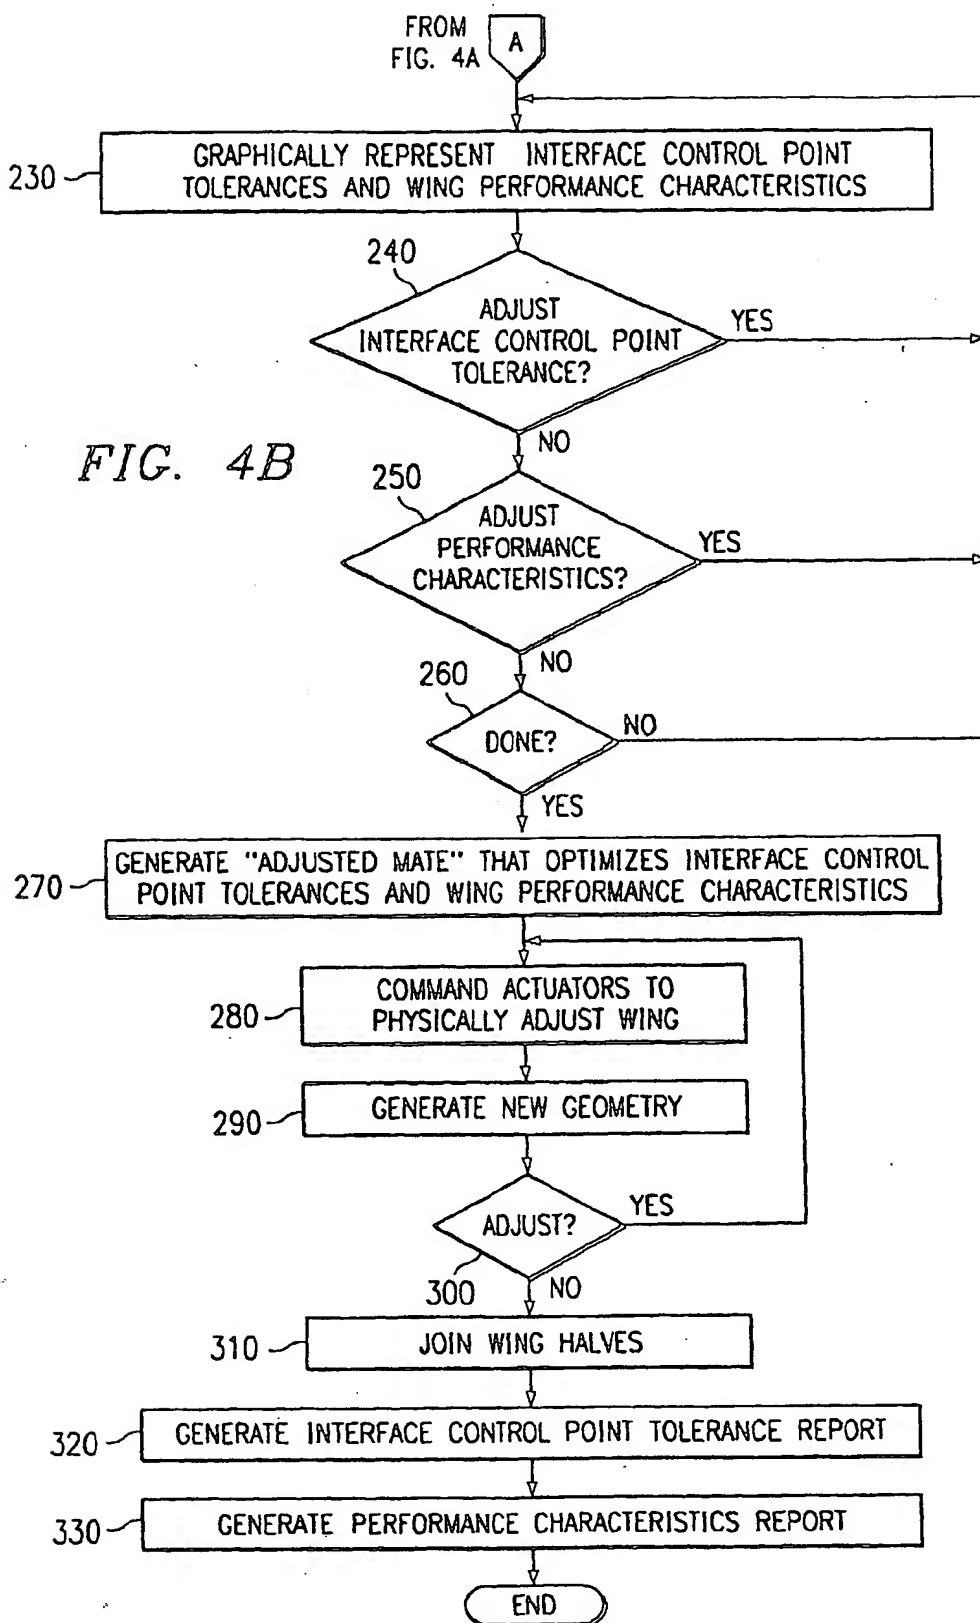 FROM
FIG. 4A
A
230
GRAPHICALLY REPRESENT INTERFACE CONTROL POINT
TOLERANCES AND WING PERFORMANCE CHARACTERISTICS
240
ADJUST
INTERFACE CONTROL POINT
TOLERANCE?
YES
NO
FIG. 4B
250
ADJUST
PERFORMANCE
CHARACTERISTICS?
YES
NO
260
DONE?
NO
YES
270
GENERATE "ADJUSTED MATE" THAT OPTIMIZES INTERFACE CONTROL
POINT TOLERANCES AND WING PERFORMANCE CHARACTERISTICS
280
COMMAND ACTUATORS TO
PHYSICALLY ADJUST WING
290
GENERATE NEW GEOMETRY
ADJUST?
YES
300
NO
310
JOIN WING HALVES
320
GENERATE INTERFACE CONTROL POINT TOLERANCE REPORT
330
GENERATE PERFORMANCE CHARACTERISTICS REPORT
END